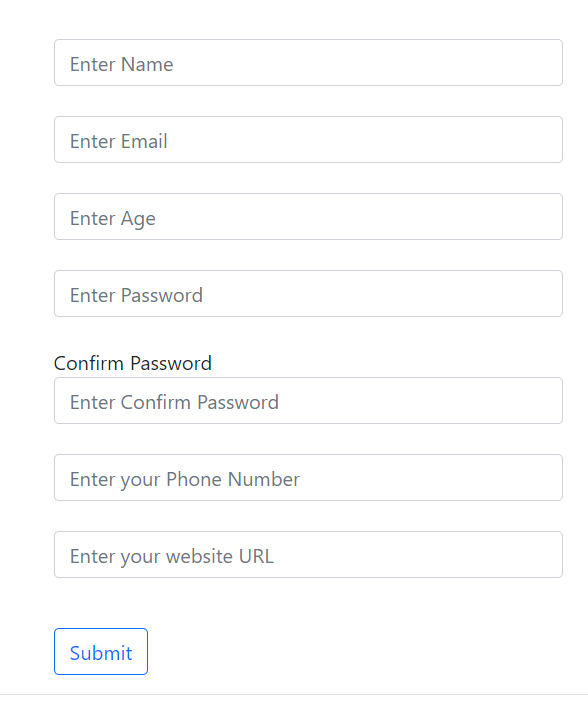 Enter Name
Enter Email
Enter Age
Enter Password
Confirm Password
Enter Confirm Password
Enter your Phone Number
Enter your website URL
Submit